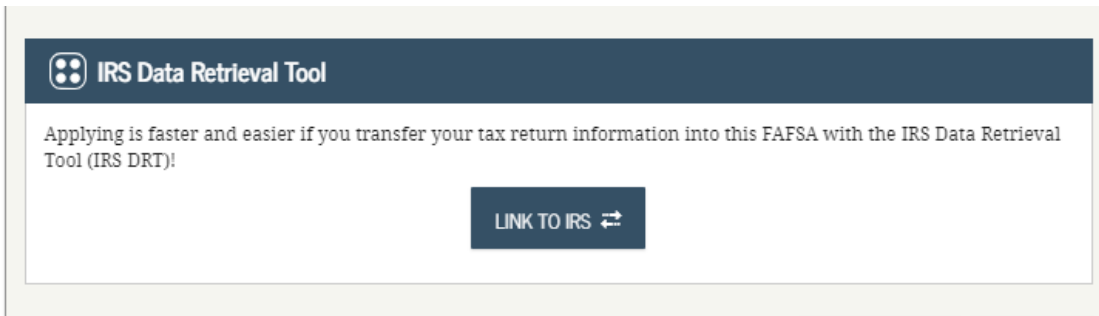 IRS Data Retrieval Tool
Applying is faster and easier if you transfer your tax return information into this FAFSA with the IRS Data Retrieval
Tool (IRS DRT)!
LINK TO IRS